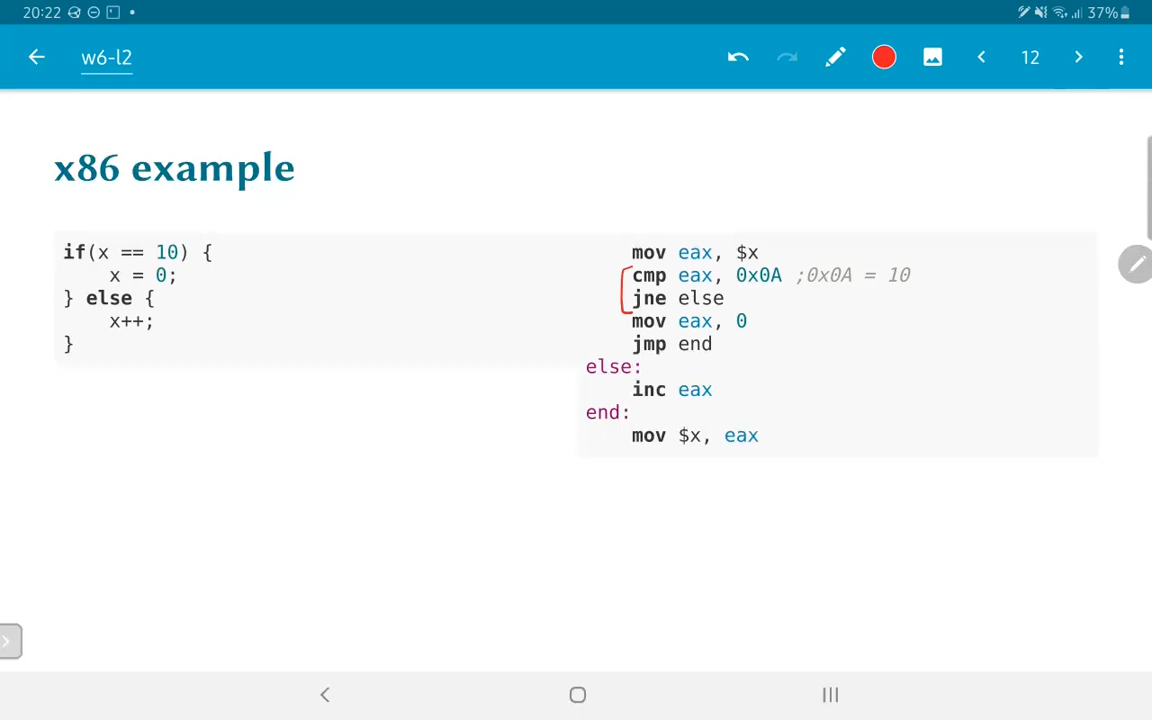 20:22
37%
w6-l2
12
x86 example
if(x == 10) {
x = 0;
} else {
x++;
}
mov eax, $x
cmp eax, 0x0A ;0x0A = 10
jne else
mov eax, 0
jmp end
else:
inc eax
end:
mov $x, eax